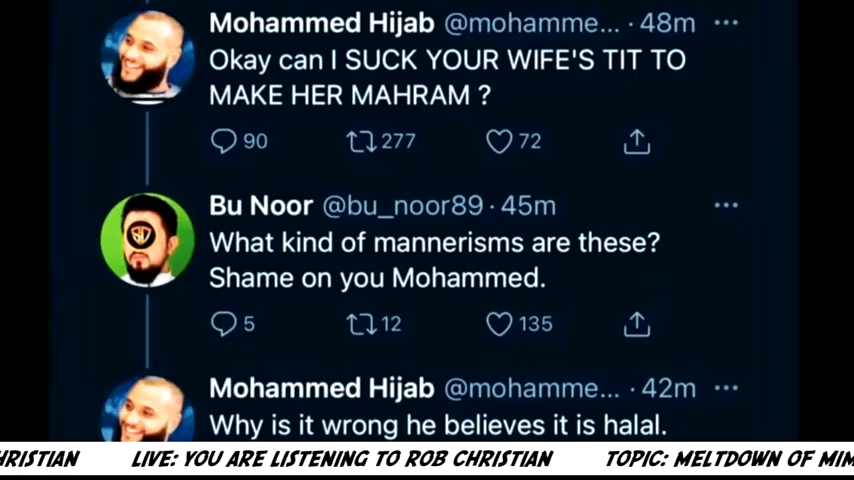 Mohammed Hijab @mohamme... · 48m ···
Okay can I SUCK YOUR WIFE'S TIT TO
MAKE HER MAHRAM ?
90 277 72
Bu Noor @bu_noor89 · 45m ···
What kind of mannerisms are these?
Shame on you Mohammed.
5 12 135
Mohammed Hijab @mohamme... · 42m ···
Why is it wrong he believes it is halal.
HRISTIAN LIVE: YOU ARE LISTENING TO ROB CHRISTIAN TOPIC: MELTDOWN OF MIM